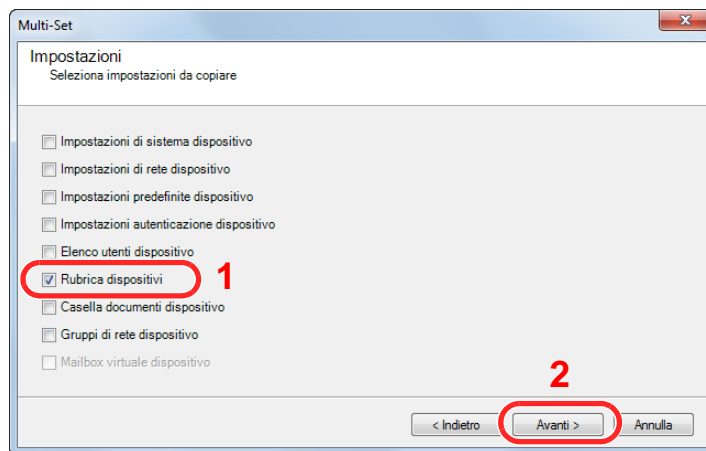 Multi-Set
Impostazioni
Seleziona impostazioni da copiare
Impostazioni di sistema dispositivo
Impostazioni di rete dispositivo
Impostazioni predefinite dispositivo
Impostazioni autenticazione dispositivo
Elenco utenti dispositivo
Rubrica dispositivi 1
Casella documenti dispositivo
Gruppi di rete dispositivo
Mailbox virtuale dispositivo
2
< Indietro Avanti > Annulla